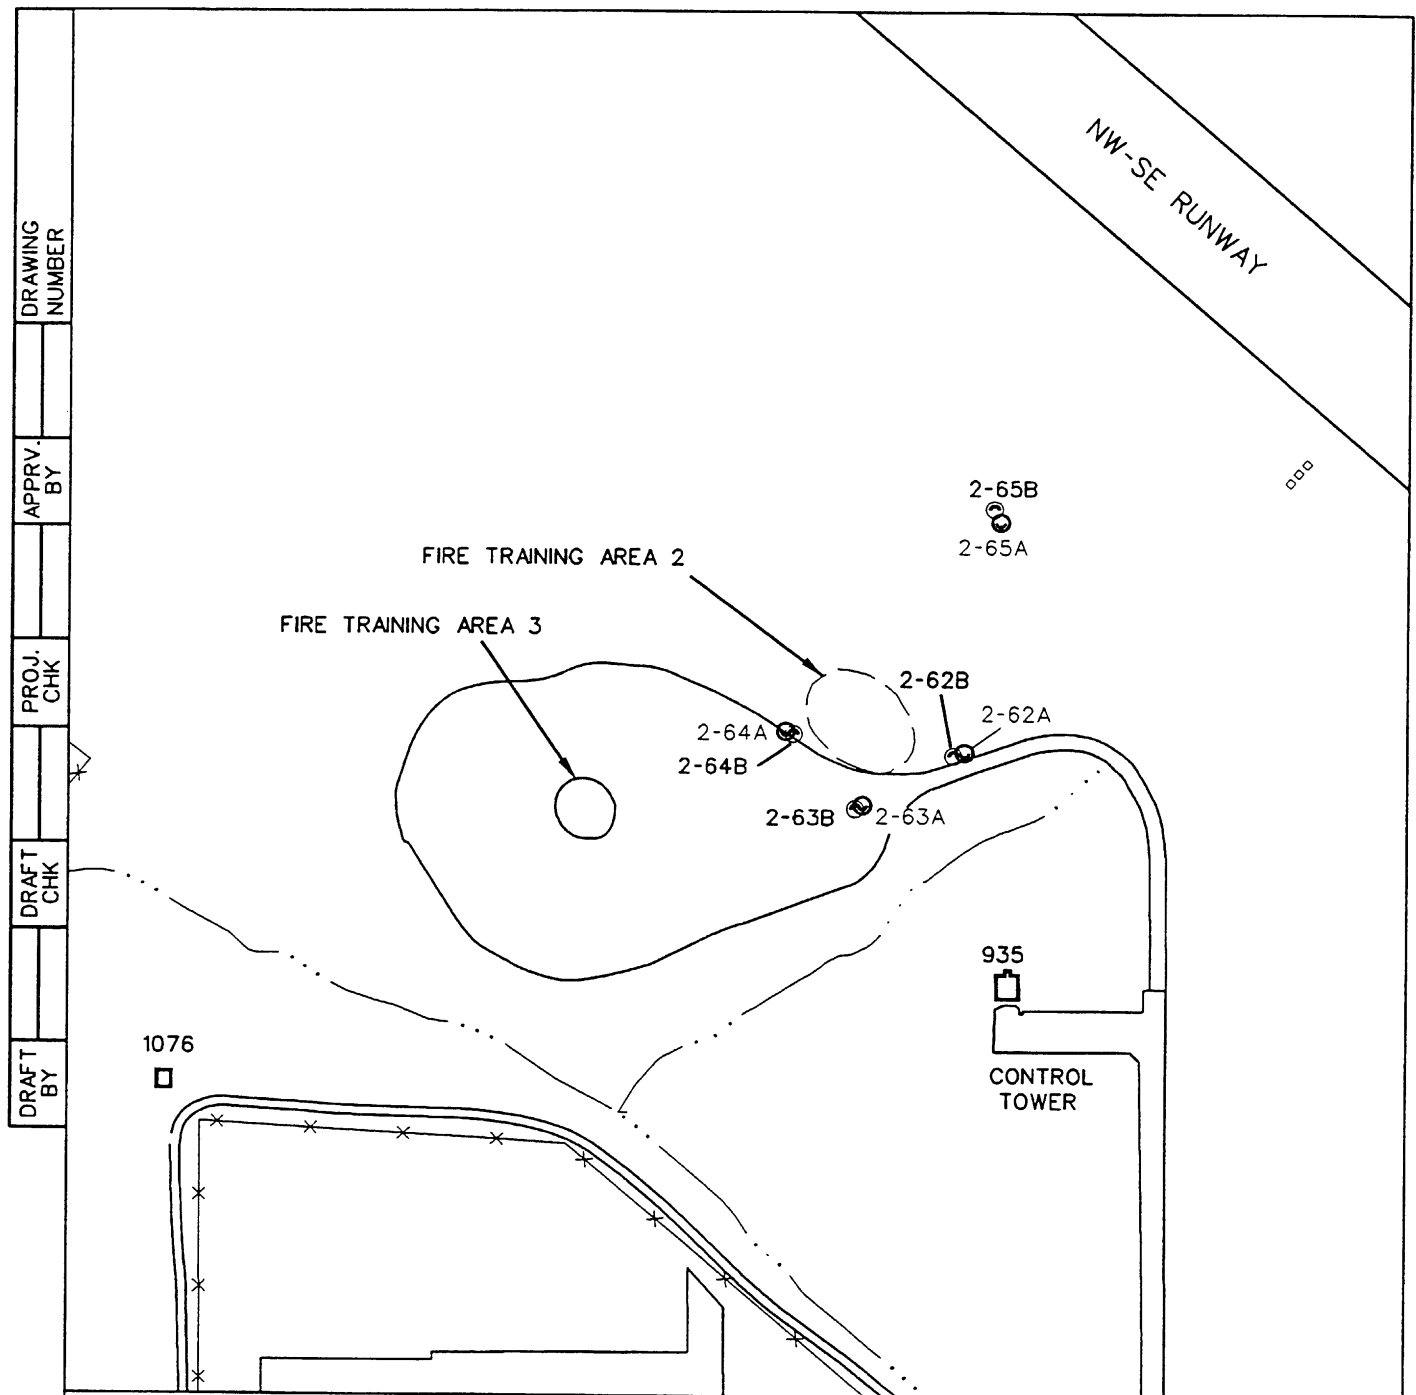 DRAWING
NUMBER
APPRV.
BY
PROJ.
CHK
DRAFT
CHK
DRAFT
BY
NW-SE RUNWAY
2-65B
2-65A
FIRE TRAINING AREA 2
FIRE TRAINING AREA 3
2-62B
2-62A
2-64A
2-64B
2-63B
2-63A
935
1076
CONTROL
TOWER